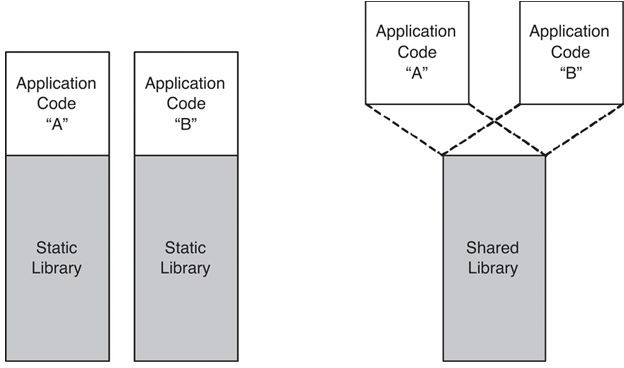 Application
Code
“A”
Application
Code
“B”
Static
Library
Static
Library
Application
Code
“A”
Application
Code
“B”
Shared
Library